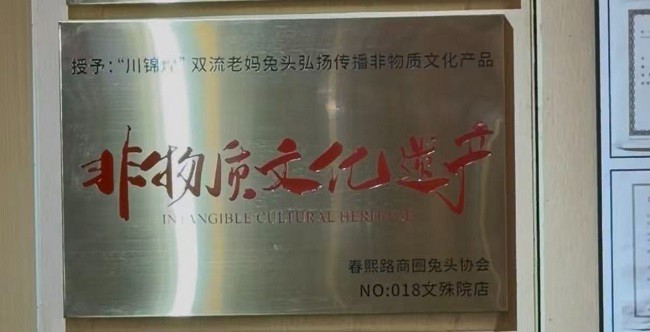 授予:“川锦煌”双流老妈兔头弘扬传播非物质文化产品
非物质文化遗产
INTANGIBLE CULTURAL HERITAGE
春熙路商圈兔头协会
NO:018文殊院店